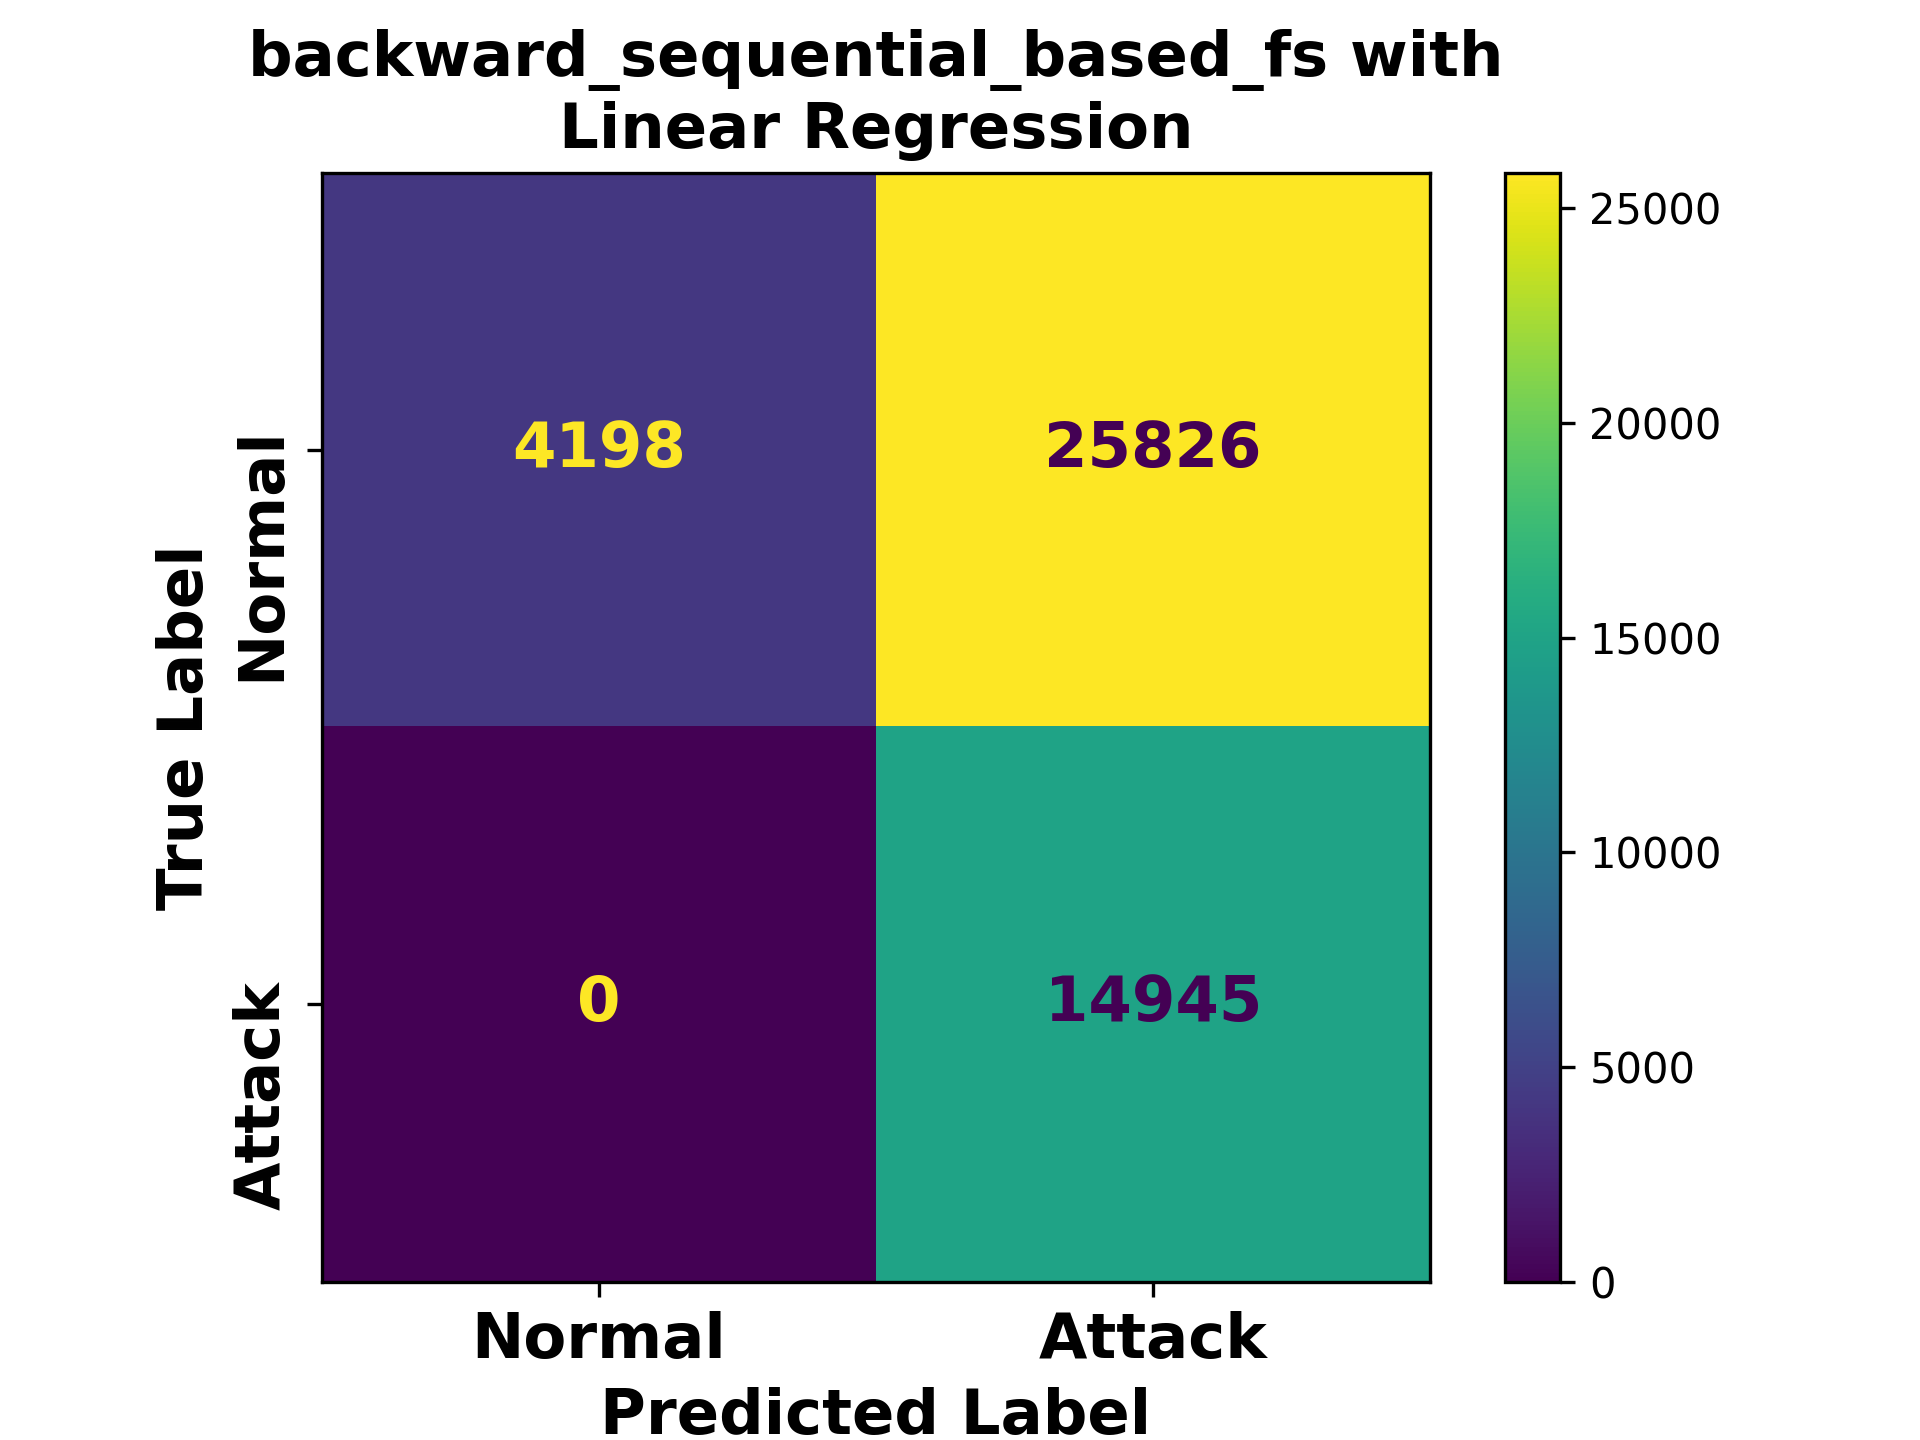 backward_sequential_based_fs with
Linear Regression
True Label
Normal
Attack
4198
25826
0
14945
Normal
Attack
Predicted Label
25000
20000
15000
10000
5000
0